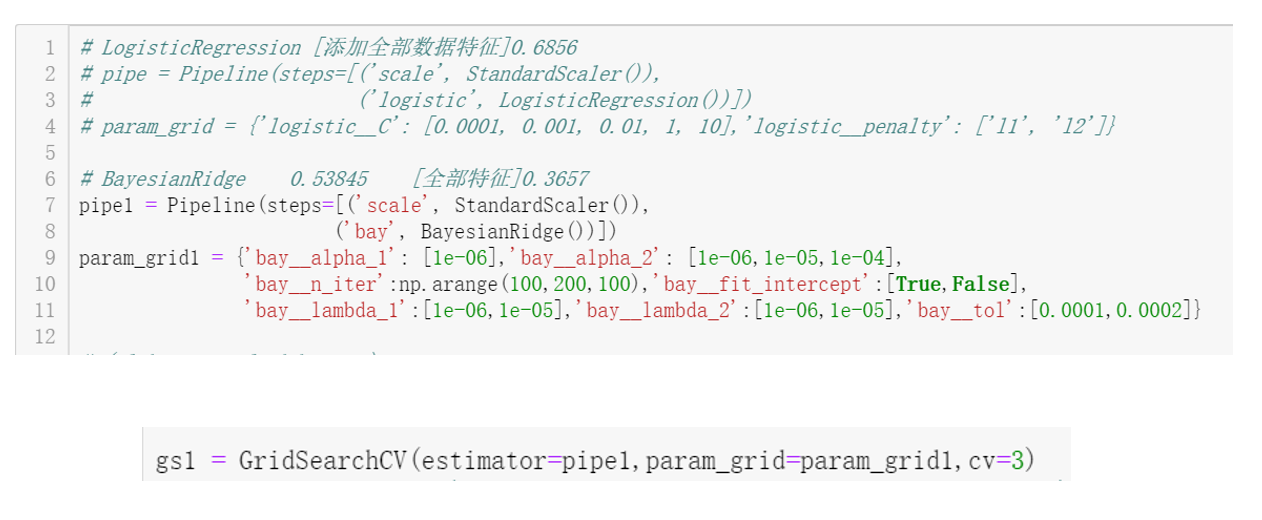 1 # LogisticRegression [添加全部数据特征]0.6856
2 # pipe = Pipeline(steps=[('scale', StandardScaler()),
3 # ('logistic', LogisticRegression())])
4 # param_grid = {'logistic__C': [0.0001, 0.001, 0.01, 1, 10],'logistic__penalty': ['l1', 'l2']}
5
6 # BayesianRidge 0.53845 [全部特征]0.3657
7 pipe1 = Pipeline(steps=[('scale', StandardScaler()),
8 ('bay', BayesianRidge())])
9 param_grid1 = {'bay__alpha_1': [1e-06],'bay__alpha_2': [1e-06,1e-05,1e-04],
10 'bay__n_iter':np.arange(100,200,100),'bay__fit_intercept':[True,False],
11 'bay__lambda_1':[1e-06,1e-05],'bay__lambda_2':[1e-06,1e-05],'bay__tol':[0.0001,0.0002]}
12
gs1 = GridSearchCV(estimator=pipe1,param_grid=param_grid1,cv=3)